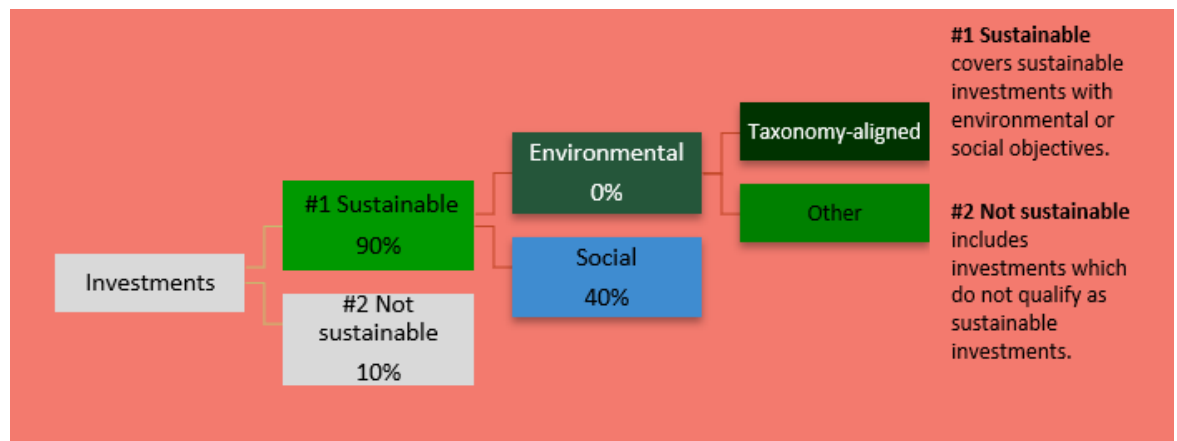 Investments
#1 Sustainable
90%
#2 Not
sustainable
10%
Environmental
0%
Social
40%
Taxonomy-aligned
Other
#1 Sustainable
covers sustainable
investments with
environmental or
social objectives.
#2 Not sustainable
includes
investments which
do not qualify as
sustainable
investments.